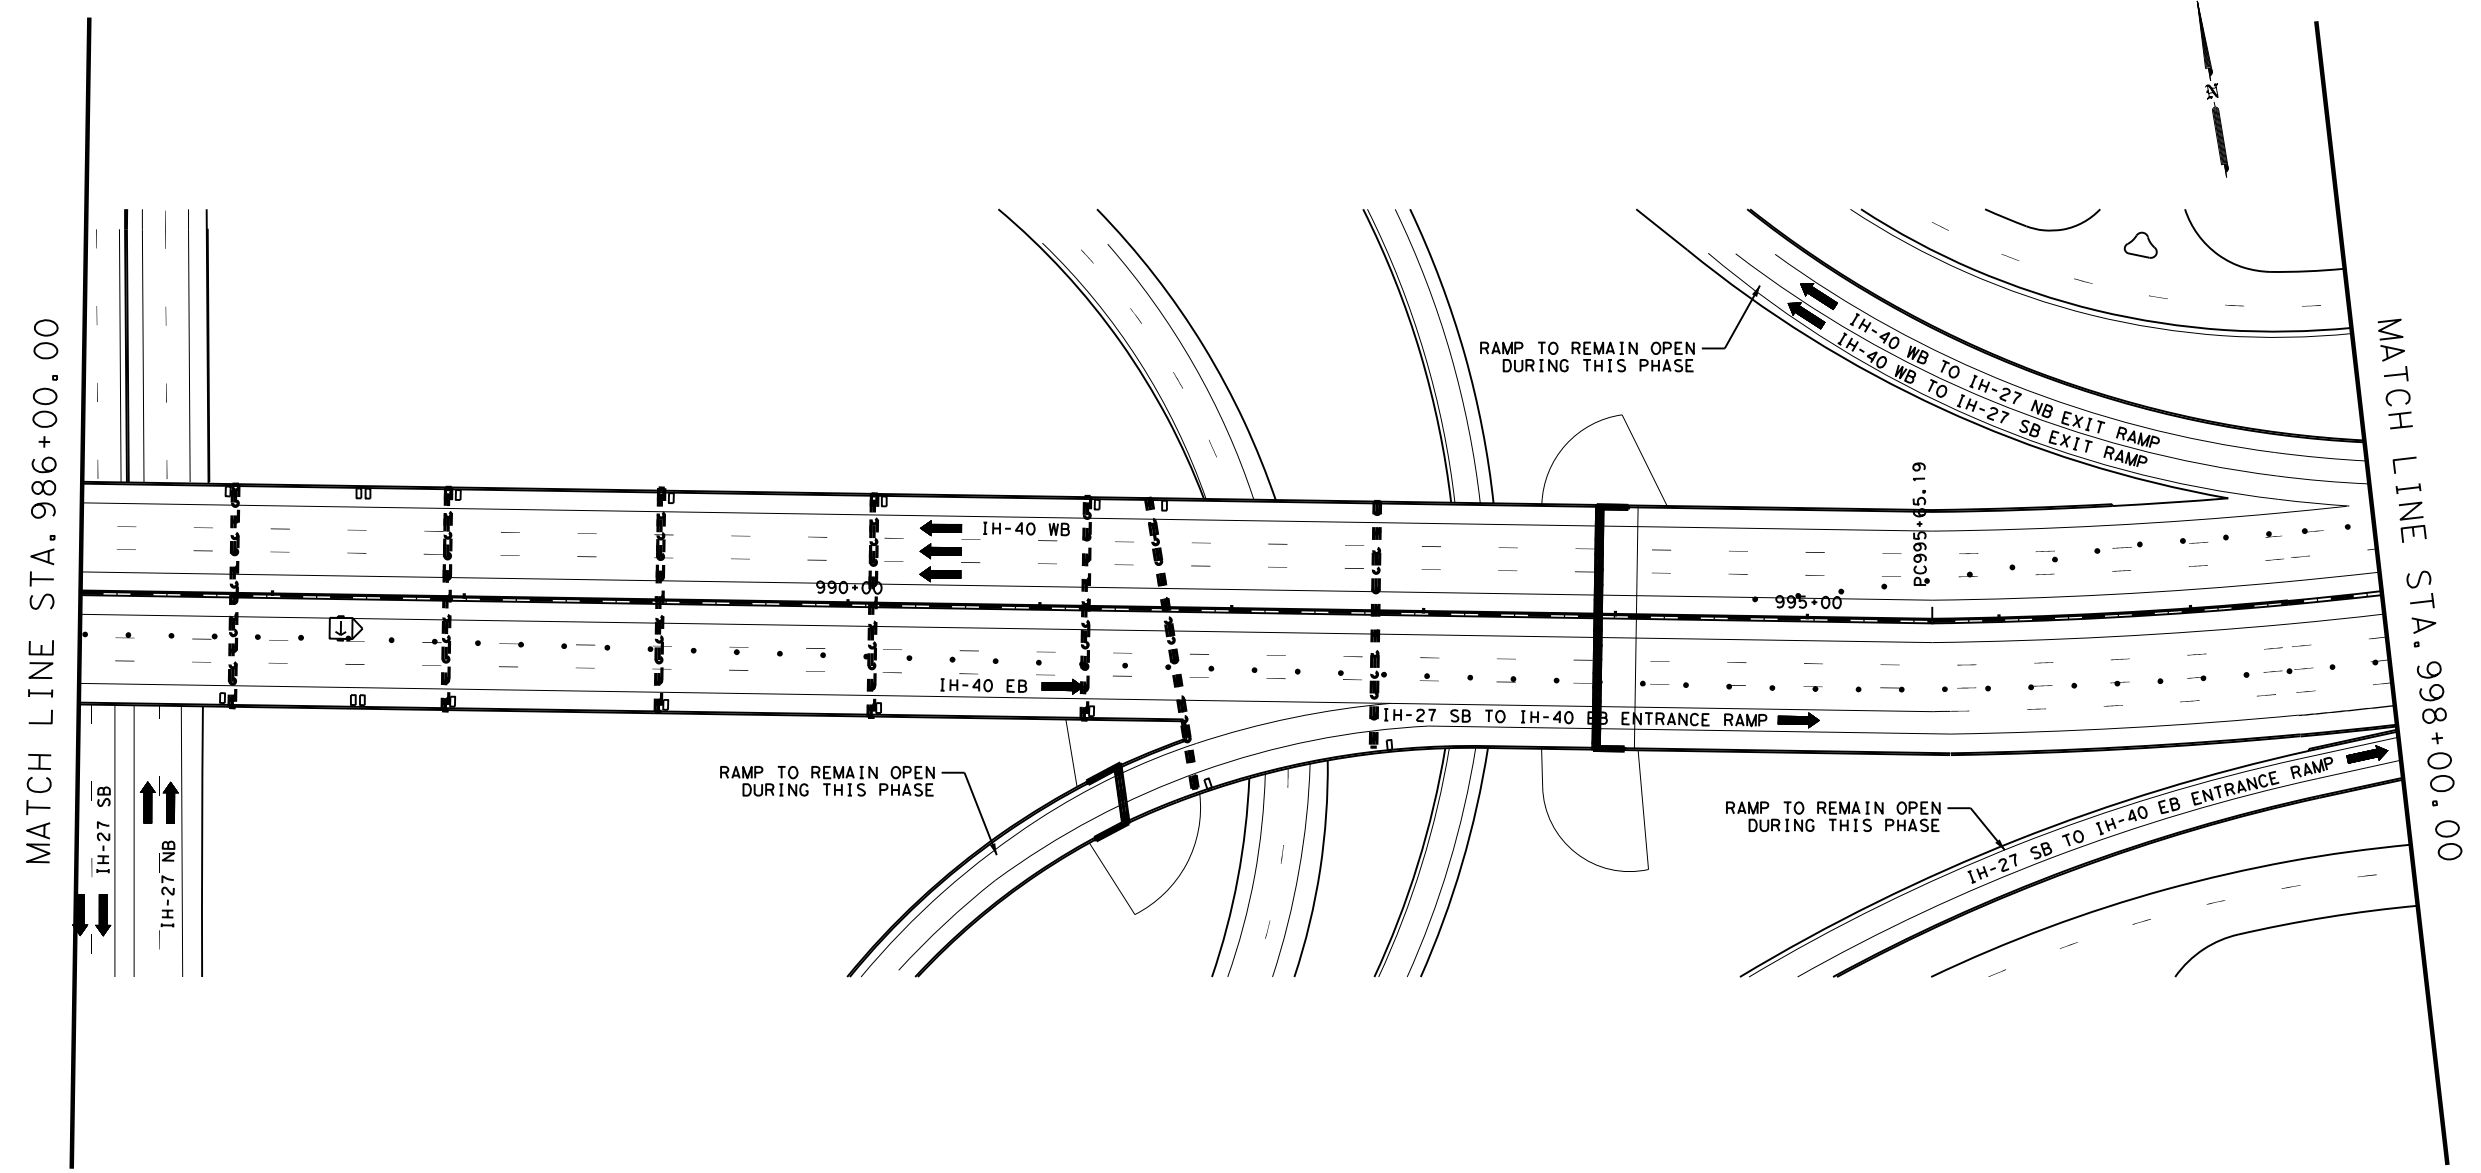 MATCH LINE STA. 986+00.00
MATCH LINE STA. 998+00.00
N
RAMP TO REMAIN OPEN
DURING THIS PHASE
IH-40 WB TO IH-27 NB EXIT RAMP
IH-40 WB TO IH-27 SB EXIT RAMP
PC995+65.19
IH-40 WB
990+00
995+00
IH-40 EB
IH-27 SB TO IH-40 EB ENTRANCE RAMP
RAMP TO REMAIN OPEN
DURING THIS PHASE
RAMP TO REMAIN OPEN
DURING THIS PHASE
IH-27 SB TO IH-40 EB ENTRANCE RAMP
IH-27 SB
IH-27 NB